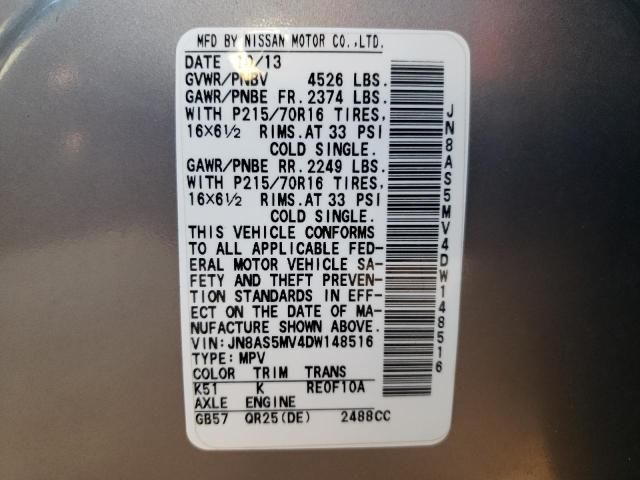 MFD BY NISSAN MOTOR CO.,LTD.
DATE 10/13
GVWR/PNBV 4526 LBS.
GAWR/PNBE FR. 2374 LBS.
WITH P215/70R16 TIRES,
16×6½ RIMS. AT 33 PSI
COLD SINGLE.
GAWR/PNBE RR. 2249 LBS.
WITH P215/70R16 TIRES,
16×6½ RIMS. AT 33 PSI
COLD SINGLE.
THIS VEHICLE CONFORMS
TO ALL APPLICABLE FED-
ERAL MOTOR VEHICLE SA-
FETY AND THEFT PREVEN-
TION STANDARDS IN EFF-
ECT ON THE DATE OF MA-
NUFACTURE SHOWN ABOVE.
VIN: JN8AS5MV4DW148516
TYPE: MPV
COLOR TRIM TRANS
K51 K RE0F10A
AXLE ENGINE
GB57 QR25(DE) 2488CC
JN8AS5MV4DW148516